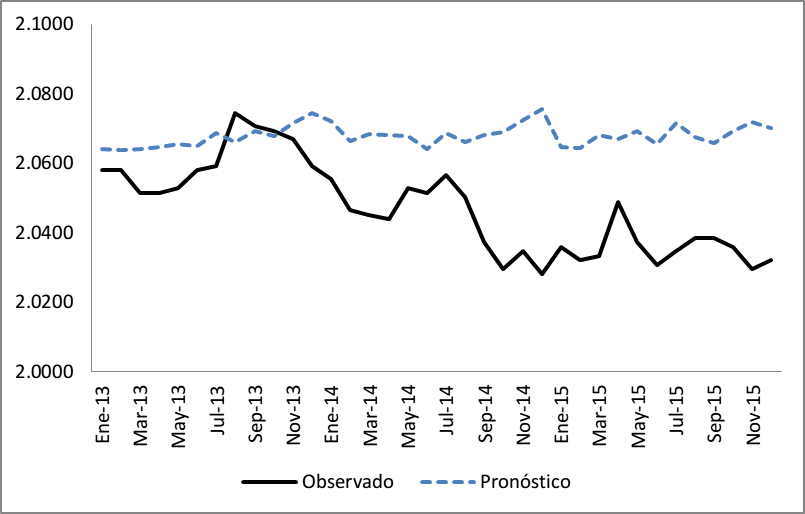 2.1000
2.0800
2.0600
2.0400
2.0200
2.0000
Ene-13
Mar-13
May-13
Jul-13
Sep-13
Nov-13
Ene-14
Mar-14
May-14
Jul-14
Sep-14
Nov-14
Ene-15
Mar-15
May-15
Jul-15
Sep-15
Nov-15
Observado Pronóstico